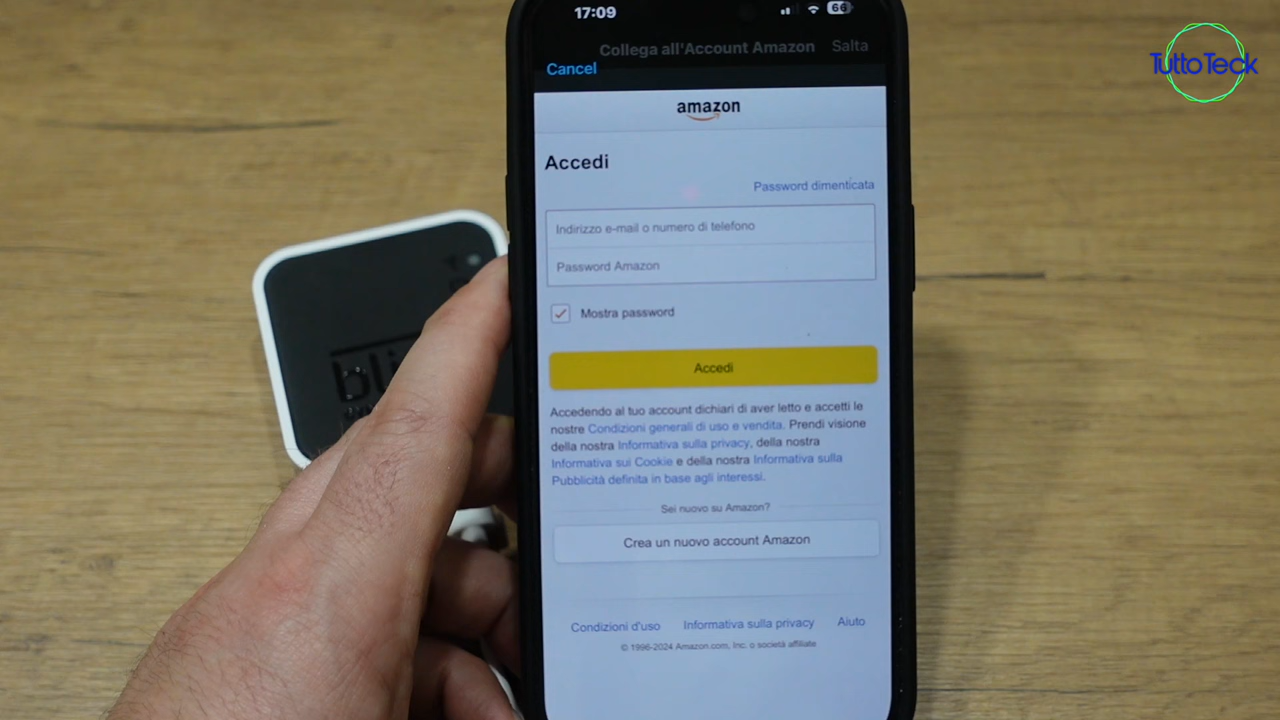 17:09
66
Collega all'Account Amazon
Salta
Cancel
TuttoTeck
amazon
Accedi
Password dimenticata
Indirizzo e-mail o numero di telefono
Password Amazon
Mostra password
Accedi
Accedendo al tuo account dichiari di aver letto e accetti le
nostre Condizioni generali di uso e vendita. Prendi visione
della nostra Informativa sulla privacy, della nostra
Informativa sui Cookie e della nostra Informativa sulla
Pubblicità definita in base agli interessi.
Sei nuovo su Amazon?
Crea un nuovo account Amazon
Condizioni d'uso
Informativa sulla privacy
Aiuto
© 1996-2024 Amazon.com, Inc. o società affiliate